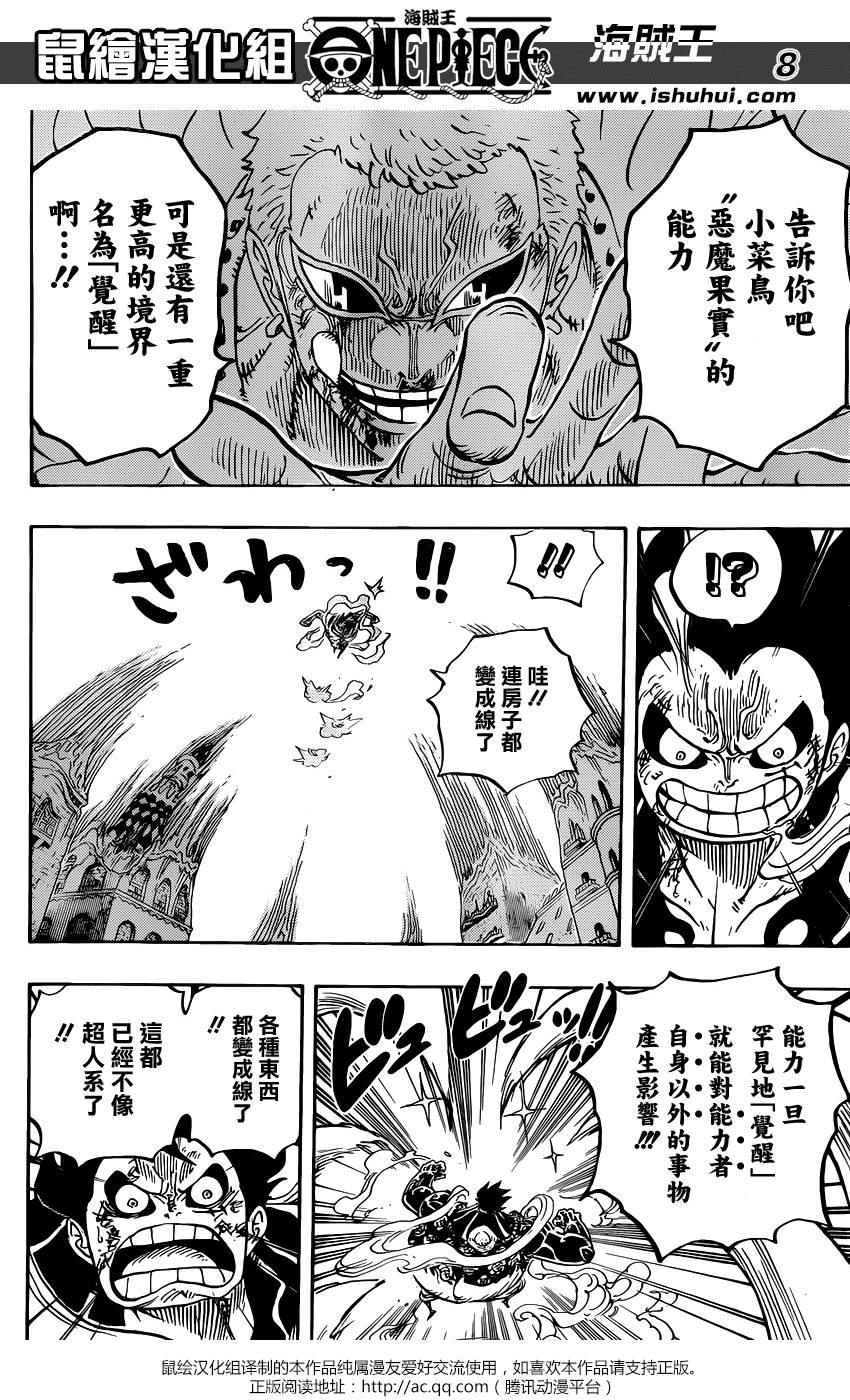 鼠繪漢化組
海賊王
ONE PIECE
海賊王
8
www.ishuhui.com
告訴你吧
小菜鳥
“惡魔果實”的
能力
可是還有一重
更高的境界
名為「覺醒」
啊…!!
!?
!!
ざわっ!!
哇!!
連房子都
變成線了
能力一旦
罕見地「覺醒」
就能對能力者
自身以外的事物
產生影響!!!
ビュビュッ!!
各種東西
都變成線了
!!
這都
已經不像
超人系了
!!
鼠绘汉化组译制的本作品纯属漫友爱好交流使用，如喜欢本作品请支持正版。
正版阅读地址：http://ac.qq.com（腾讯动漫平台）